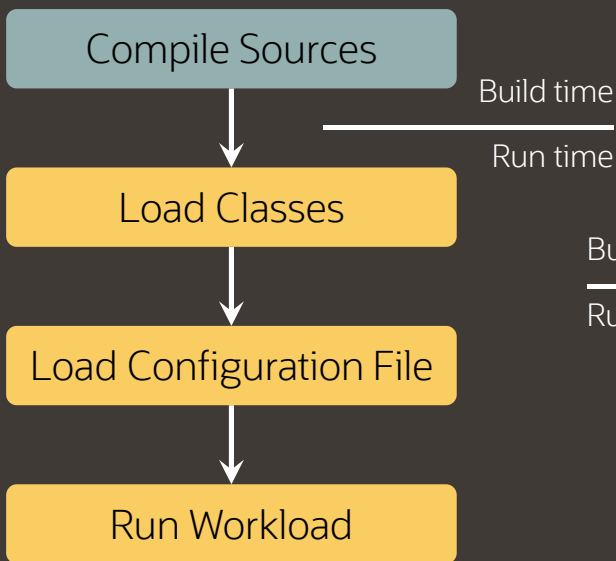 Compile Sources
Build time
Run time
Load Classes
Load Configuration File
Run Workload